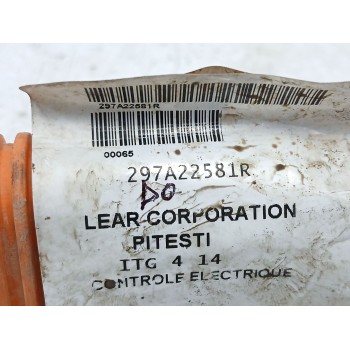 297A22581R
00065
297A22581R
DO
LEAR CORPORATION
PITESTI
ITG 4 14
CONTROLE ELECTRIQUE